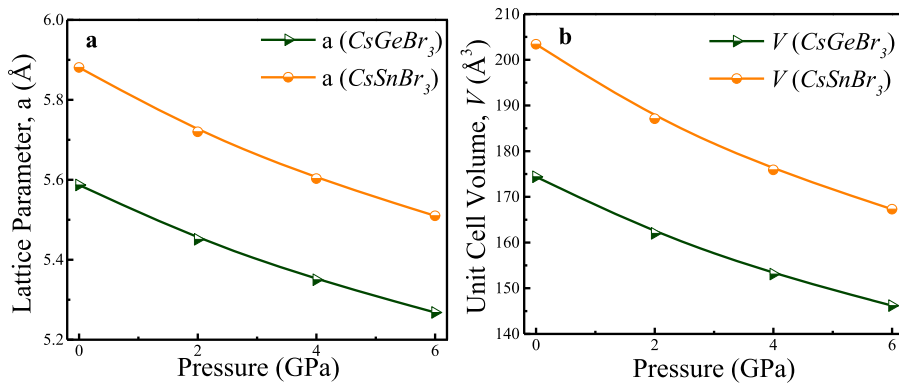 a
a (CsGeBr3)
a (CsSnBr3)
Lattice Parameter, a (Å)
6.0
5.8
5.6
5.4
5.2
0 2 4 6
Pressure (GPa)
b
V (CsGeBr3)
V (CsSnBr3)
Unit Cell Volume, V (Å³)
210
200
190
180
170
160
150
140
0 2 4 6
Pressure (GPa)